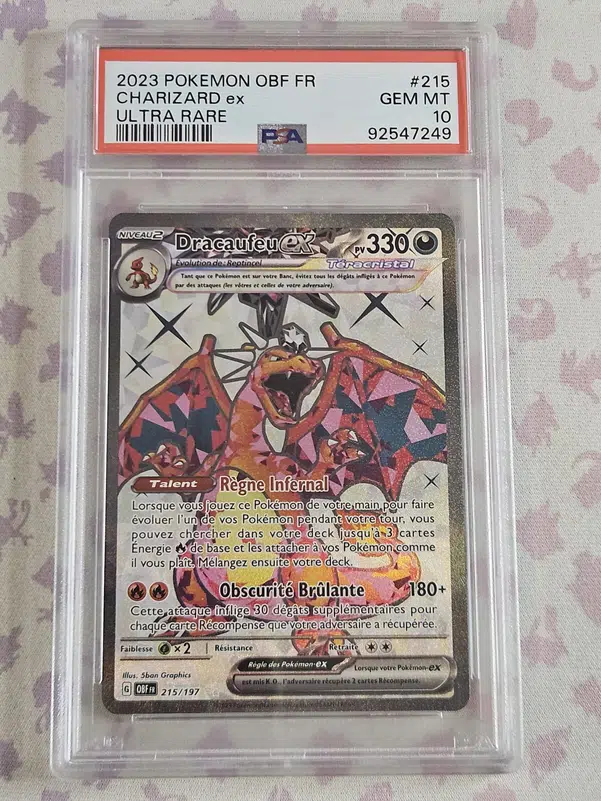 2023 POKEMON OBF FR #215
CHARIZARD ex GEM MT
ULTRA RARE 10
PSA 92547249
NIVEAU 2 Dracaufeu ex PV 330
Évolution de Reptincel Téracristal
Tant que ce Pokémon est sur votre Banc, évitez tous les dégâts infligés à ce Pokémon
par des attaques (les vôtres et celles de votre adversaire).
Talent Règne Infernal
Lorsque vous jouez ce Pokémon de votre main pour faire
évoluer l'un de vos Pokémon pendant votre tour, vous
pouvez chercher dans votre deck jusqu'à 3 cartes
Énergie de base et les attacher à vos Pokémon comme
il vous plaît. Mélangez ensuite votre deck.
Obscurité Brûlante 180+
Cette attaque inflige 30 dégâts supplémentaires pour
chaque carte Récompense que votre adversaire a récupérée.
Faiblesse ×2 Résistance Retraite
Illus. 5ban Graphics Règle des Pokémon-ex Lorsque votre Pokémon-ex
est mis K.O., l'adversaire récupère 2 cartes Récompense.
G OBF FR 215/197